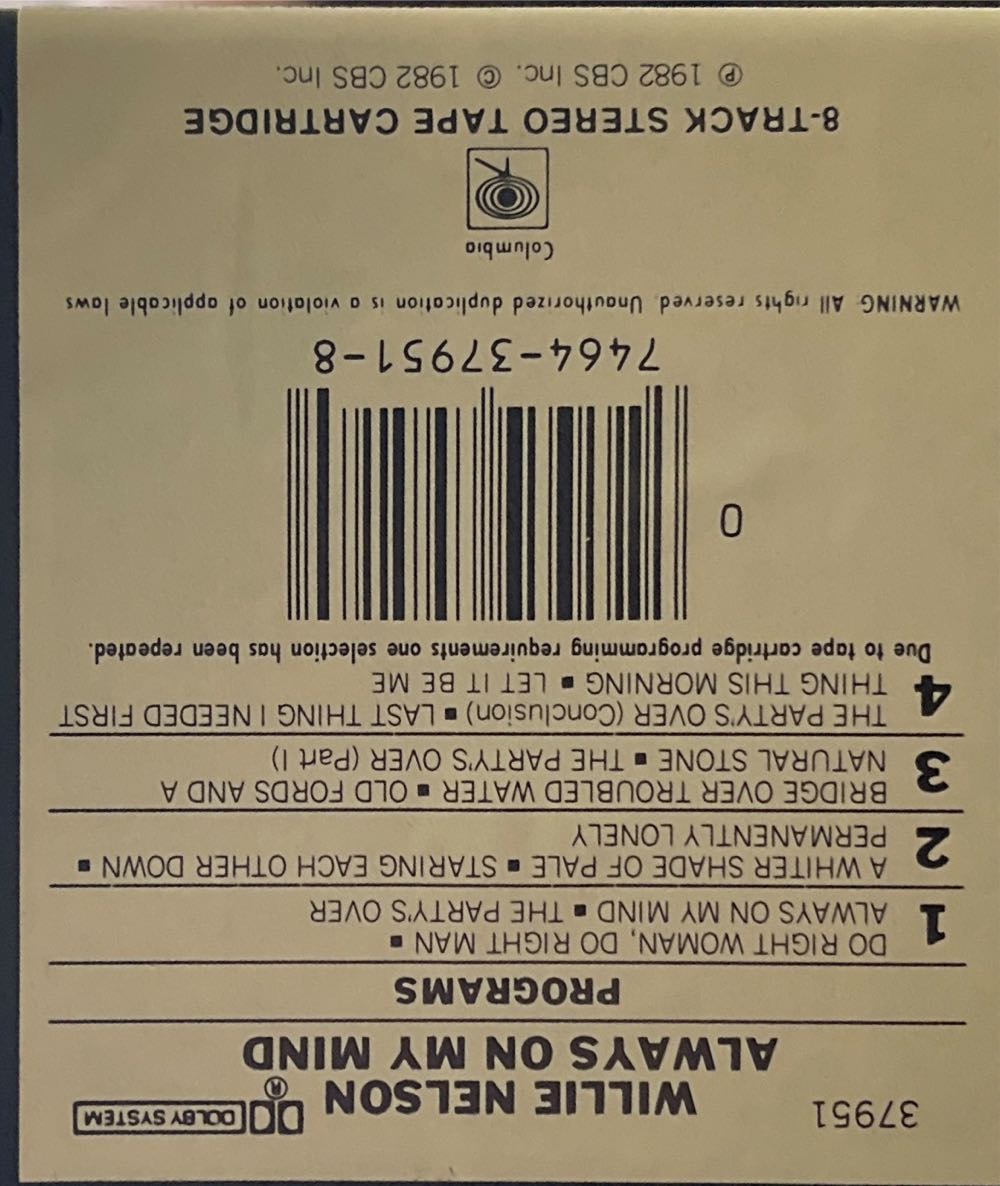 37951
WILLIE NELSON
DOLBY SYSTEM
®
ALWAYS ON MY MIND
PROGRAMS
1 DO RIGHT WOMAN, DO RIGHT MAN ▪
ALWAYS ON MY MIND ▪ THE PARTY'S OVER
2 A WHITER SHADE OF PALE ▪ STARING EACH OTHER DOWN ▪
PERMANENTLY LONELY
3 BRIDGE OVER TROUBLED WATER ▪ OLD FORDS AND A
NATURAL STONE ▪ THE PARTY'S OVER (Part I)
4 THE PARTY'S OVER (Conclusion) ▪ LAST THING I NEEDED FIRST
THING THIS MORNING ▪ LET IT BE ME
Due to tape cartridge programming requirements one selection has been repeated.
0
7464-37951-8
WARNING: All rights reserved. Unauthorized duplication is a violation of applicable laws
Columbia
8-TRACK STEREO TAPE CARTRIDGE
℗ 1982 CBS Inc. © 1982 CBS Inc.